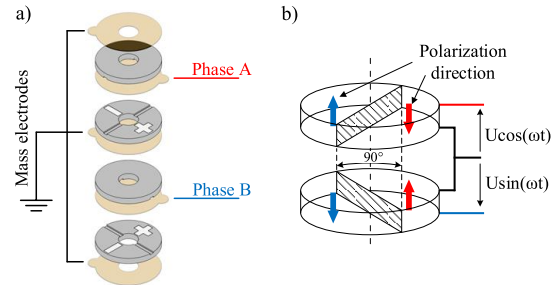 a)
Mass electrodes
Phase A
Phase B
b)
Polarization
direction
90°
Ucos(ωt)
Usin(ωt)